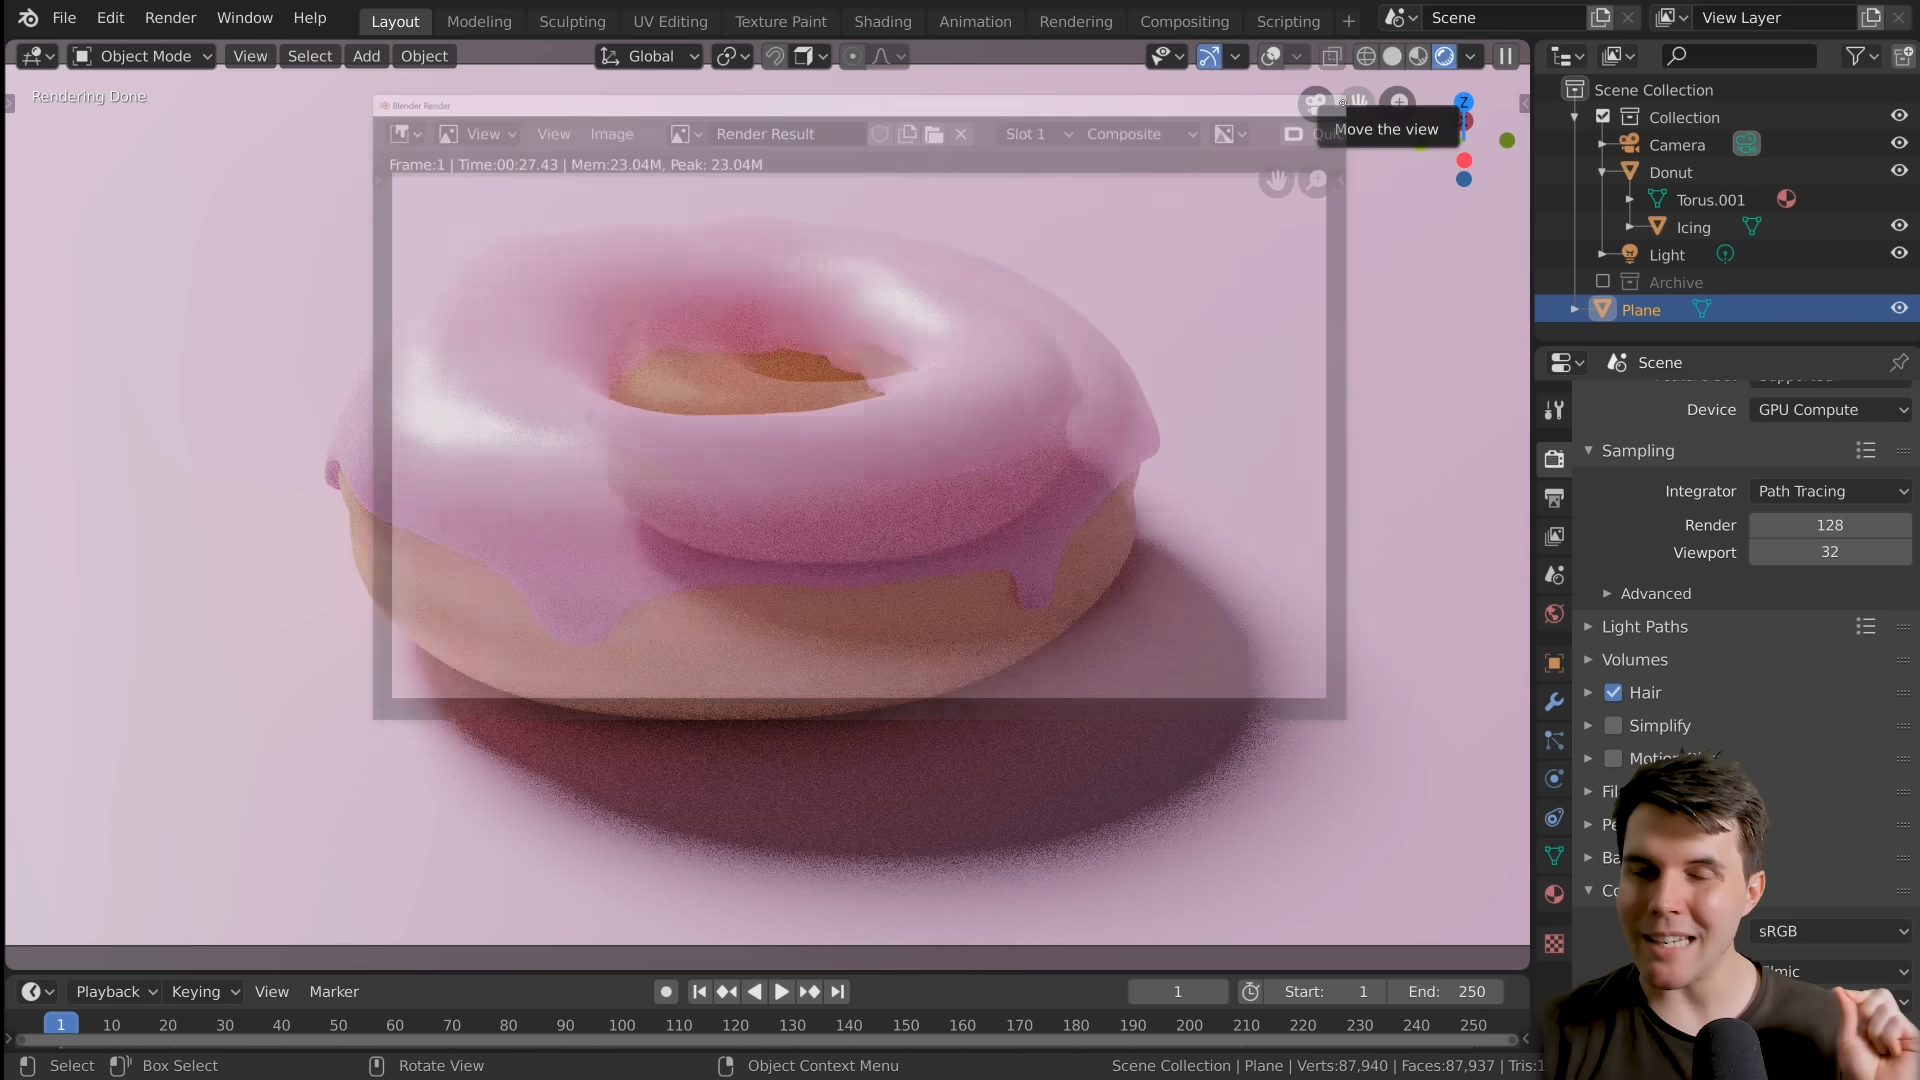 File Edit Render Window Help
Layout Modeling Sculpting UV Editing Texture Paint Shading Animation Rendering Compositing Scripting
Scene
View Layer
Object Mode View Select Add Object
Global
Rendering Done
Blender Render
View View Image Render Result Slot 1 Composite
Move the view
Frame:1 | Time:00:27.43 | Mem:23.04M, Peak: 23.04M
Z
Scene Collection
Collection
Camera
Donut
Torus.001
Icing
Light
Archive
Plane
Scene
Device GPU Compute
Sampling
Integrator Path Tracing
Render 128
Viewport 32
Advanced
Light Paths
Volumes
Hair
Simplify
sRGB
Playback Keying View Marker
1 Start: 1 End: 250
1 10 20 30 40 50 60 70 80 90 100 110 120 130 140 150 160 170 180 190 200 210 220 230 240 250
Select Box Select Rotate View Object Context Menu Scene Collection | Plane | Verts:87,940 | Faces:87,937 | Tris:1